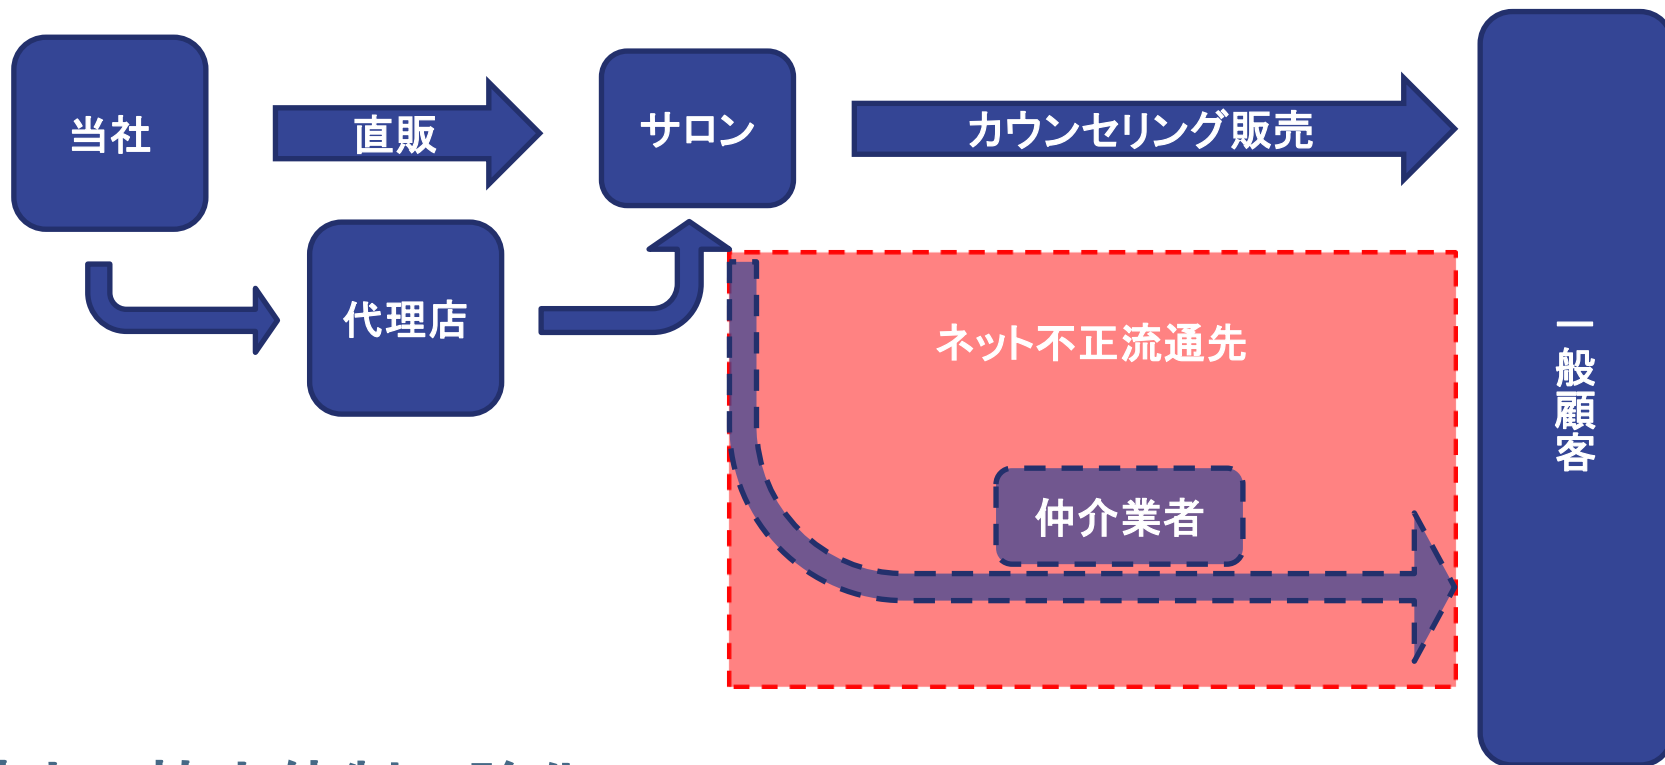 当社
直販
サロン
カウンセリング販売
代理店
ネット不正流通先
仲介業者
一般顧客